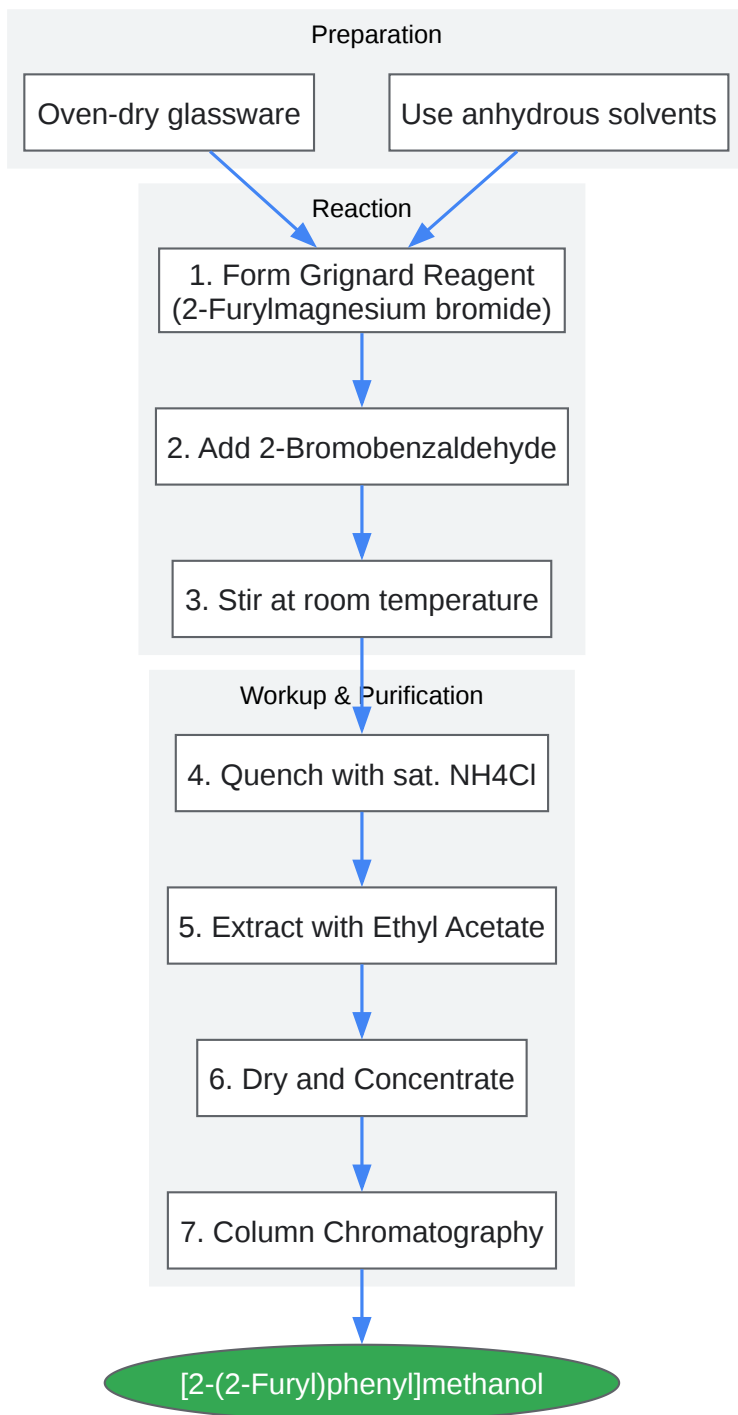 Preparation
Oven-dry glassware
Use anhydrous solvents
Reaction
1. Form Grignard Reagent
(2-Furylmagnesium bromide)
2. Add 2-Bromobenzaldehyde
3. Stir at room temperature
Workup & Purification
4. Quench with sat. NH4Cl
5. Extract with Ethyl Acetate
6. Dry and Concentrate
7. Column Chromatography
[2-(2-Furyl)phenyl]methanol